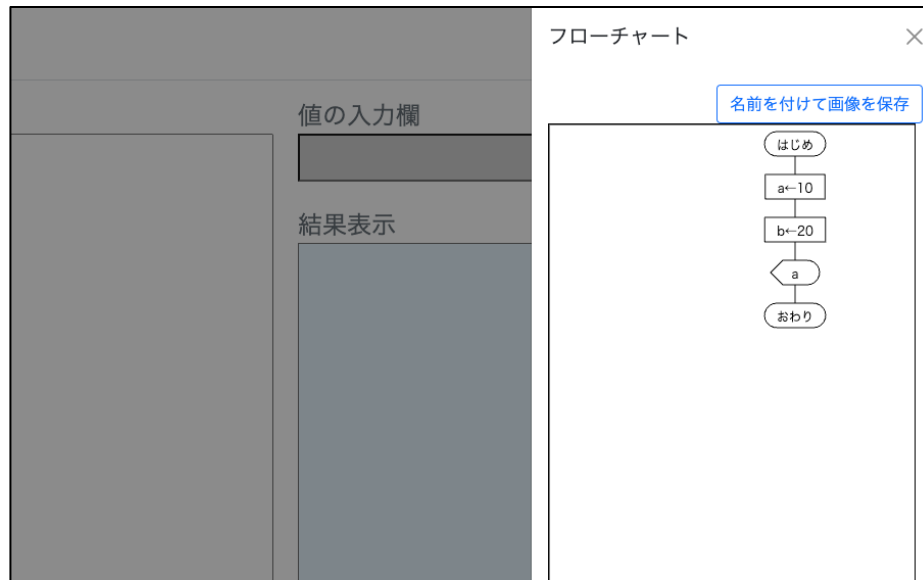 フローチャート
名前を付けて画像を保存
値の入力欄
結果表示
はじめ
a←10
b←20
a
おわり